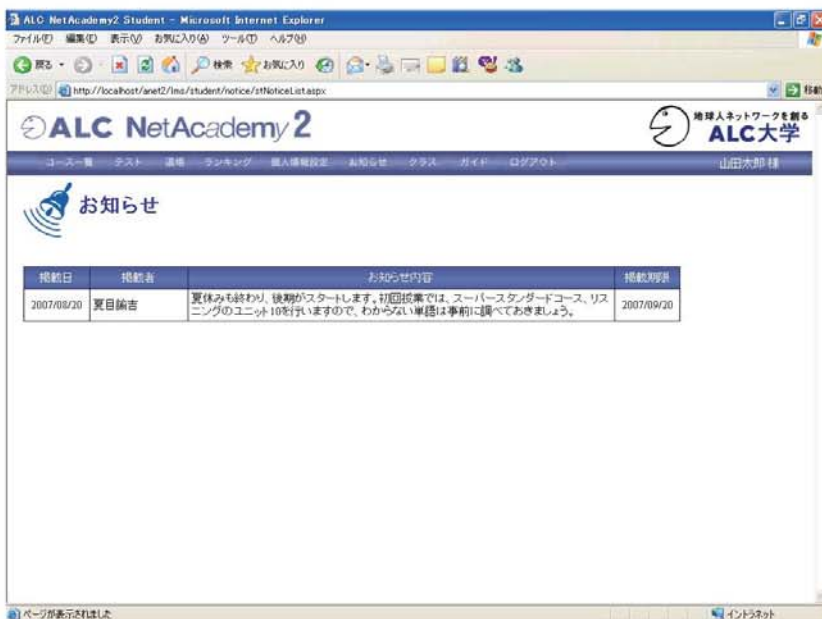 ALC NetAcademy2 Student - Microsoft Internet Explorer
ファイル(F) 編集(E) 表示(V) お気に入り(A) ツール(T) ヘルプ(H)
戻る 検索 お気に入り
アドレス(D) http://localhost/anet2/lms/student/notice/stNoticeList.aspx 移動
ALC NetAcademy 2
地球人ネットワークを創る
ALC大学
コース一覧 テスト 道場 ランキング 個人情報設定 お知らせ クラス ガイド ログアウト 山田太郎 様
お知らせ
掲載日 掲載者 お知らせ内容 掲載期限
2007/08/20 夏目諭吉 夏休みも終わり、後期がスタートします。初回授業では、スーパースタンダードコース、リス
ニングのユニット10を行いますので、わからない単語は事前に調べておきましょう。 2007/09/20
ページが表示されました イントラネット